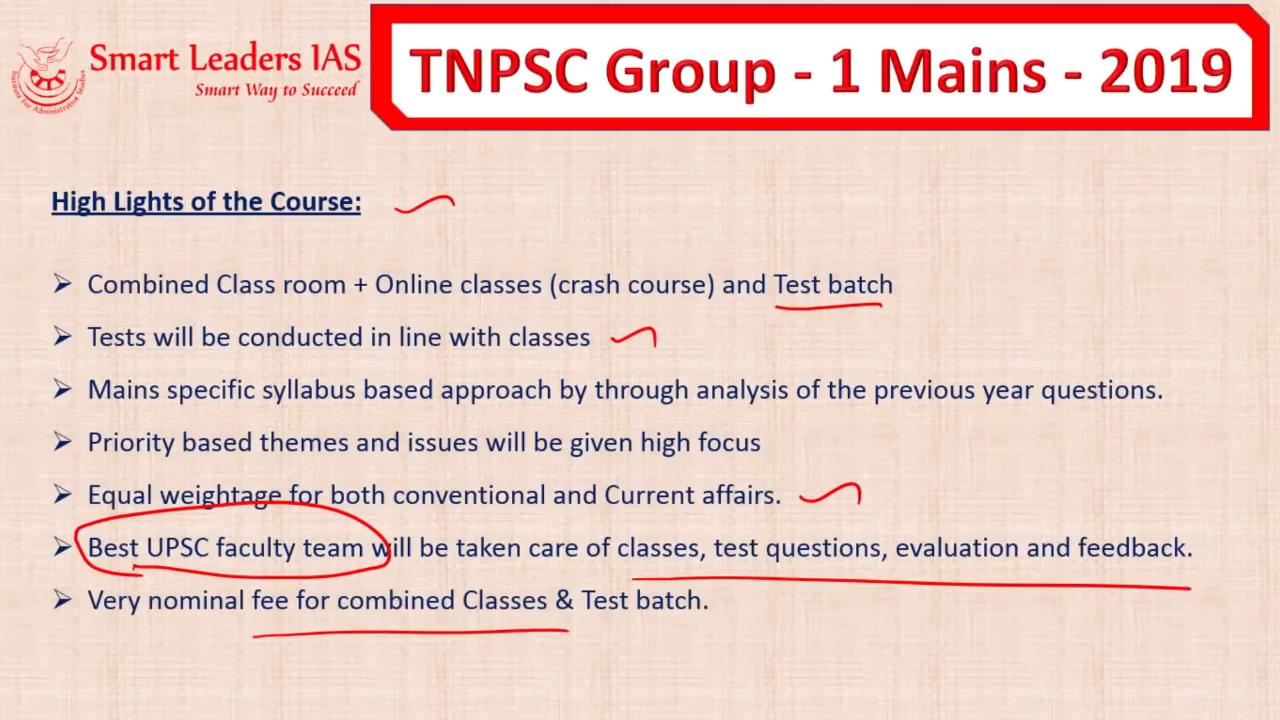 Smart Leaders IAS
Smart Way to Succeed
Institute For Administrative Studies
TNPSC Group - 1 Mains - 2019
High Lights of the Course:
➢ Combined Class room + Online classes (crash course) and Test batch
➢ Tests will be conducted in line with classes
➢ Mains specific syllabus based approach by through analysis of the previous year questions.
➢ Priority based themes and issues will be given high focus
➢ Equal weightage for both conventional and Current affairs.
➢ Best UPSC faculty team will be taken care of classes, test questions, evaluation and feedback.
➢ Very nominal fee for combined Classes & Test batch.